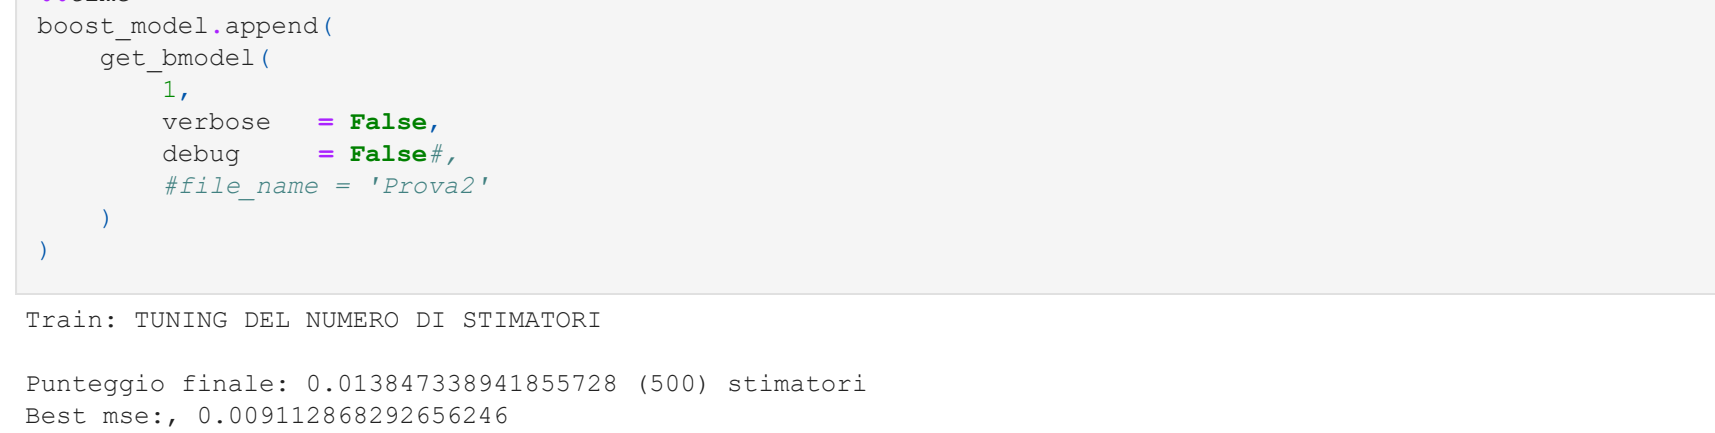 boost_model.append(
    get_bmodel(
        1,
        verbose   = False,
        debug     = False#,
        #file_name = 'Prova2'
    )
)
Train: TUNING DEL NUMERO DI STIMATORI
Punteggio finale: 0.013847338941855728 (500) stimatori
Best mse:, 0.009112868292656246